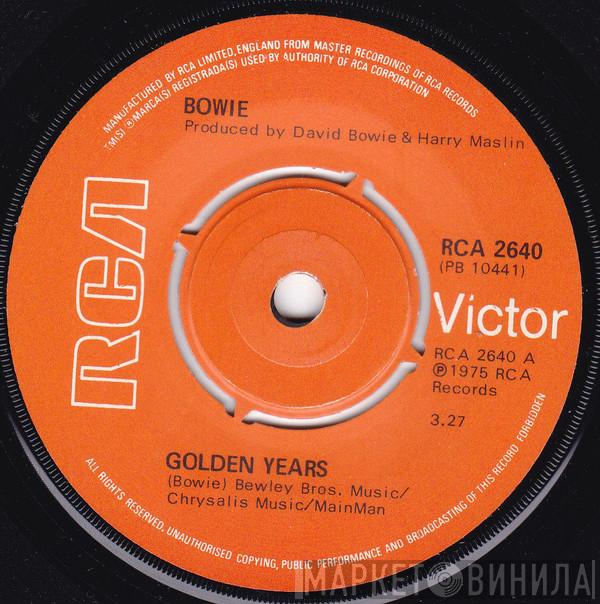 MANUFACTURED BY RCA LIMITED, ENGLAND FROM MASTER RECORDINGS OF RCA RECORDS
TM(S) ® MARCA(S) REGISTRADA(S) USED BY AUTHORITY OF RCA CORPORATION
BOWIE
Produced by David Bowie & Harry Maslin
RCA
RCA 2640
(PB 10441)
Victor
RCA 2640 A
℗ 1975 RCA
Records
3.27
GOLDEN YEARS
(Bowie) Bewley Bros. Music/
Chrysalis Music/MainMan
ALL RIGHTS RESERVED. UNAUTHORISED COPYING, PUBLIC PERFORMANCE AND BROADCASTING OF THIS RECORD FORBIDDEN
МАРКЕТ ВИНИЛА